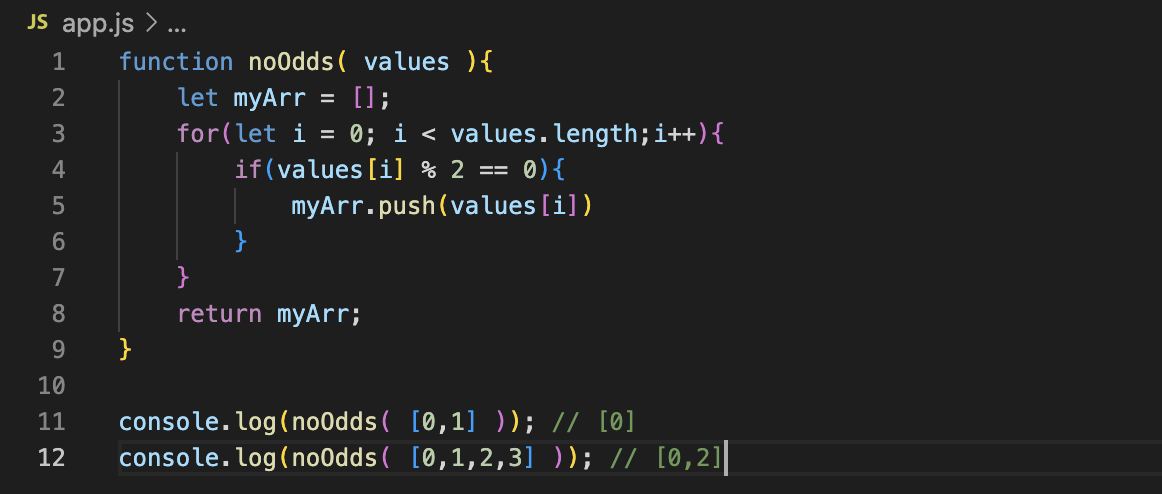 JS app.js > ...
1 function noOdds( values ){
2 let myArr = [];
3 for(let i = 0; i < values.length;i++){
4 if(values[i] % 2 == 0){
5 myArr.push(values[i])
6 }
7 }
8 return myArr;
9 }
10
11 console.log(noOdds( [0,1] )); // [0]
12 console.log(noOdds( [0,1,2,3] )); // [0,2]